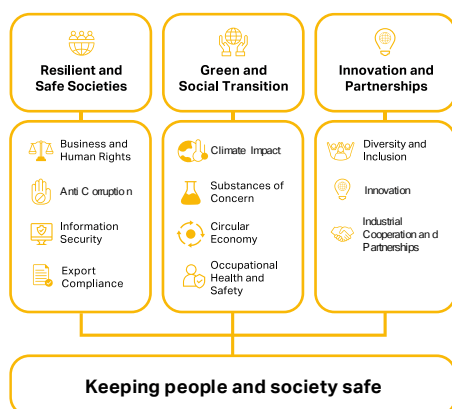 Resilient and
Safe Societies
Green and
Social Transition
Innovation and
Partnerships
Business and
Human Rights
Anti Corruption
Information
Security
Export
Compliance
Climate Impact
Substances of
Concern
Circular
Economy
Occupational
Health and
Safety
Diversity and
Inclusion
Innovation
Industrial
Cooperation and
Partnerships
Keeping people and society safe